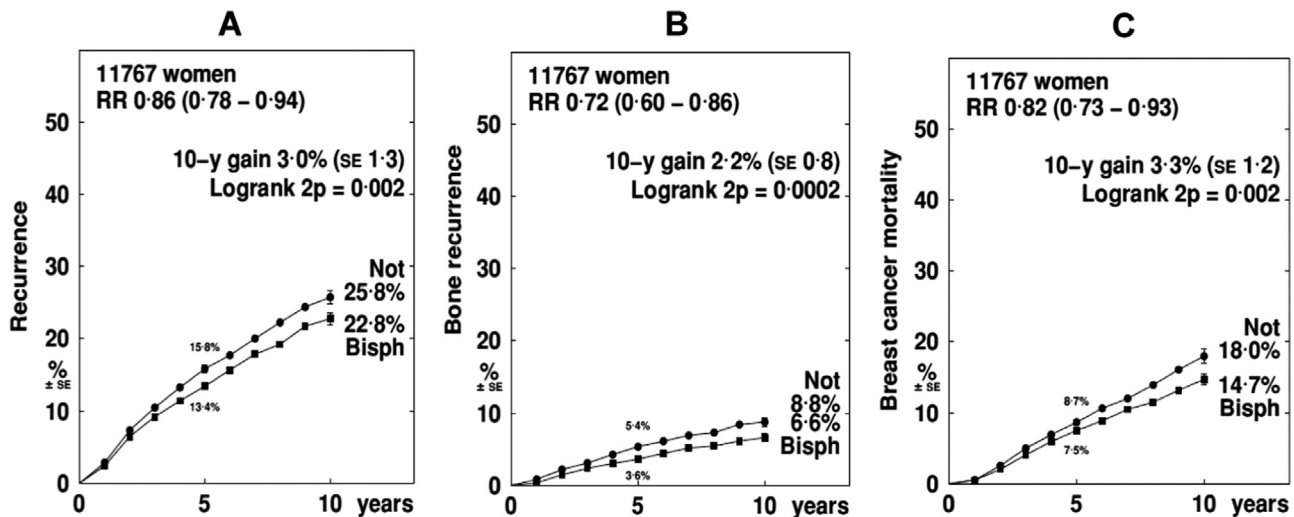 A
11767 women
RR 0·86 (0·78 – 0·94)
10–y gain 3·0% (SE 1·3)
Logrank 2p = 0·002
Recurrence
50
40
30
20
10
0
%
± SE
Not
25·8%
22·8%
Bisph
15·8%
13·4%
0
5
10
years
B
11767 women
RR 0·72 (0·60 – 0·86)
10–y gain 2·2% (SE 0·8)
Logrank 2p = 0·0002
Bone recurrence
50
40
30
20
10
0
%
± SE
Not
8·8%
6·6%
Bisph
5·4%
3·6%
0
5
10
years
C
11767 women
RR 0·82 (0·73 – 0·93)
10–y gain 3·3% (SE 1·2)
Logrank 2p = 0·002
Breast cancer mortality
50
40
30
20
10
0
%
± SE
Not
18·0%
14·7%
Bisph
8·7%
7·5%
0
5
10
years